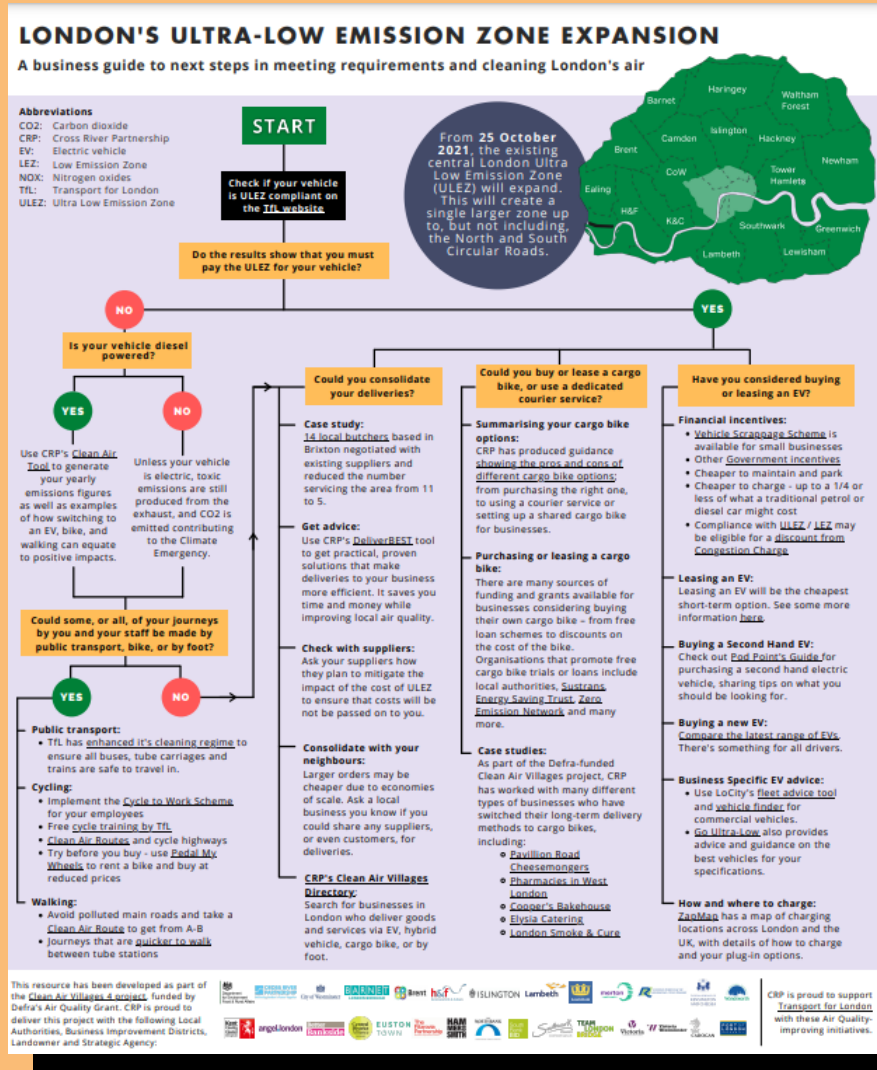 LONDON'S ULTRA-LOW EMISSION ZONE EXPANSION
A business guide to next steps in meeting requirements and cleaning London's air
Abbreviations
CO2: Carbon dioxide
CRP: Cross River Partnership
EV: Electric vehicle
LEZ: Low Emission Zone
NOX: Nitrogen oxides
TfL: Transport for London
ULEZ: Ultra Low Emission Zone
START
Check if your vehicle
is ULEZ compliant on
the TfL website
From 25 October
2021, the existing
central London Ultra
Low Emission Zone
(ULEZ) will expand.
This will create a
single larger zone up
to, but not including,
the North and South
Circular Roads.
Barnet
Haringey
Waltham
Forest
Brent
Camden
Islington
Hackney
Newham
Ealing
CoW
Tower
Hamlets
H&F
K&C
Southwark
Greenwich
Lambeth
Lewisham
Do the results show that you must
pay the ULEZ for your vehicle?
NO
YES
Is your vehicle diesel
powered?
YES
NO
Use CRP's Clean Air
Tool to generate
your yearly
emissions figures
as well as examples
of how switching to
an EV, bike, and
walking can equate
to positive impacts.
Unless your vehicle
is electric, toxic
emissions are still
produced from the
exhaust, and CO2 is
emitted contributing
to the Climate
Emergency.
Could some, or all, of your journeys
by you and your staff be made by
public transport, bike, or by foot?
YES
NO
Public transport:
• TfL has enhanced it's cleaning regime to
ensure all buses, tube carriages and
trains are safe to travel in.
Cycling:
• Implement the Cycle to Work Scheme
for your employees
• Free cycle training by TfL
• Clean Air Routes and cycle highways
• Try before you buy - use Pedal My
Wheels to rent a bike and buy at
reduced prices
Walking:
• Avoid polluted main roads and take a
Clean Air Route to get from A-B
• Journeys that are quicker to walk
between tube stations
Could you consolidate
your deliveries?
Case study:
14 local butchers based in
Brixton negotiated with
existing suppliers and
reduced the number
servicing the area from 11
to 5.
Get advice:
Use CRP's DeliverBEST tool
to get practical, proven
solutions that make
deliveries to your business
more efficient. It saves you
time and money while
improving local air quality.
Check with suppliers:
Ask your suppliers how
they plan to mitigate the
impact of the cost of ULEZ
to ensure that costs will be
not be passed on to you.
Consolidate with your
neighbours:
Larger orders may be
cheaper due to economies
of scale. Ask a local
business you know if you
could share any suppliers,
or even customers, for
deliveries.
CRP's Clean Air Villages
Directory:
Search for businesses in
London who deliver goods
and services via EV, hybrid
vehicle, cargo bike, or by
foot.
Could you buy or lease a cargo
bike, or use a dedicated
courier service?
Summarising your cargo bike
options:
CRP has produced guidance
showing the pros and cons of
different cargo bike options;
from purchasing the right one,
to using a courier service or
setting up a shared cargo bike
for businesses.
Purchasing or leasing a cargo
bike:
There are many sources of
funding and grants available for
businesses considering buying
their own cargo bike – from free
loan schemes to discounts on
the cost of the bike.
Organisations that promote free
cargo bike trials or loans include
local authorities, Sustrans,
Energy Saving Trust, Zero
Emission Network and many
more.
Case studies:
As part of the Defra-funded
Clean Air Villages project, CRP
has worked with many different
types of businesses who have
switched their long-term delivery
methods to cargo bikes,
including:
Pavillion Road
Cheesemongers
Pharmacies in West
London
Cooper's Bakehouse
Elysia Catering
London Smoke & Cure
Have you considered buying
or leasing an EV?
Financial incentives:
• Vehicle Scrappage Scheme is
available for small businesses
• Other Government incentives
• Cheaper to maintain and park
• Cheaper to charge - up to a 1/4 or
less of what a traditional petrol or
diesel car might cost
• Compliance with ULEZ / LEZ may
be eligible for a discount from
Congestion Charge
Leasing an EV:
Leasing an EV will be the cheapest
short-term option. See some more
information here.
Buying a Second Hand EV:
Check out Pod Point's Guide for
purchasing a second hand electric
vehicle, sharing tips on what you
should be looking for.
Buying a new EV:
Compare the latest range of EVs.
There's something for all drivers.
Business Specific EV advice:
• Use LoCity's fleet advice tool
and vehicle finder for
commercial vehicles.
• Go Ultra-Low also provides
advice and guidance on the
best vehicles for your
specifications.
How and where to charge:
ZapMap has a map of charging
locations across London and the
UK, with details of how to charge
and your plug-in options.
This resource has been developed as part of
the Clean Air Villages 4 project, funded by
Defra's Air Quality Grant. CRP is proud to
deliver this project with the following Local
Authorities, Business Improvement Districts,
Landowner and Strategic Agency:
CROSS RIVER
PARTNERSHIP
City of Westminster
BARNET
Brent
h&f
ISLINGTON
Lambeth
merton
angel.london
Bankside
EUSTON
TOWN
HAM
MER
SMITH
TEAM
LONDON
BRIDGE
Victoria
CADOGAN
CRP is proud to support
Transport for London
with these Air Quality-
improving initiatives.